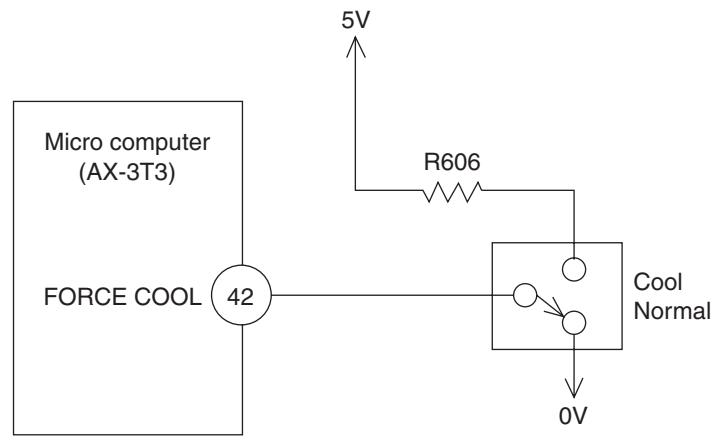 5V
Micro computer
(AX-3T3)
R606
FORCE COOL
42
Cool
Normal
0V